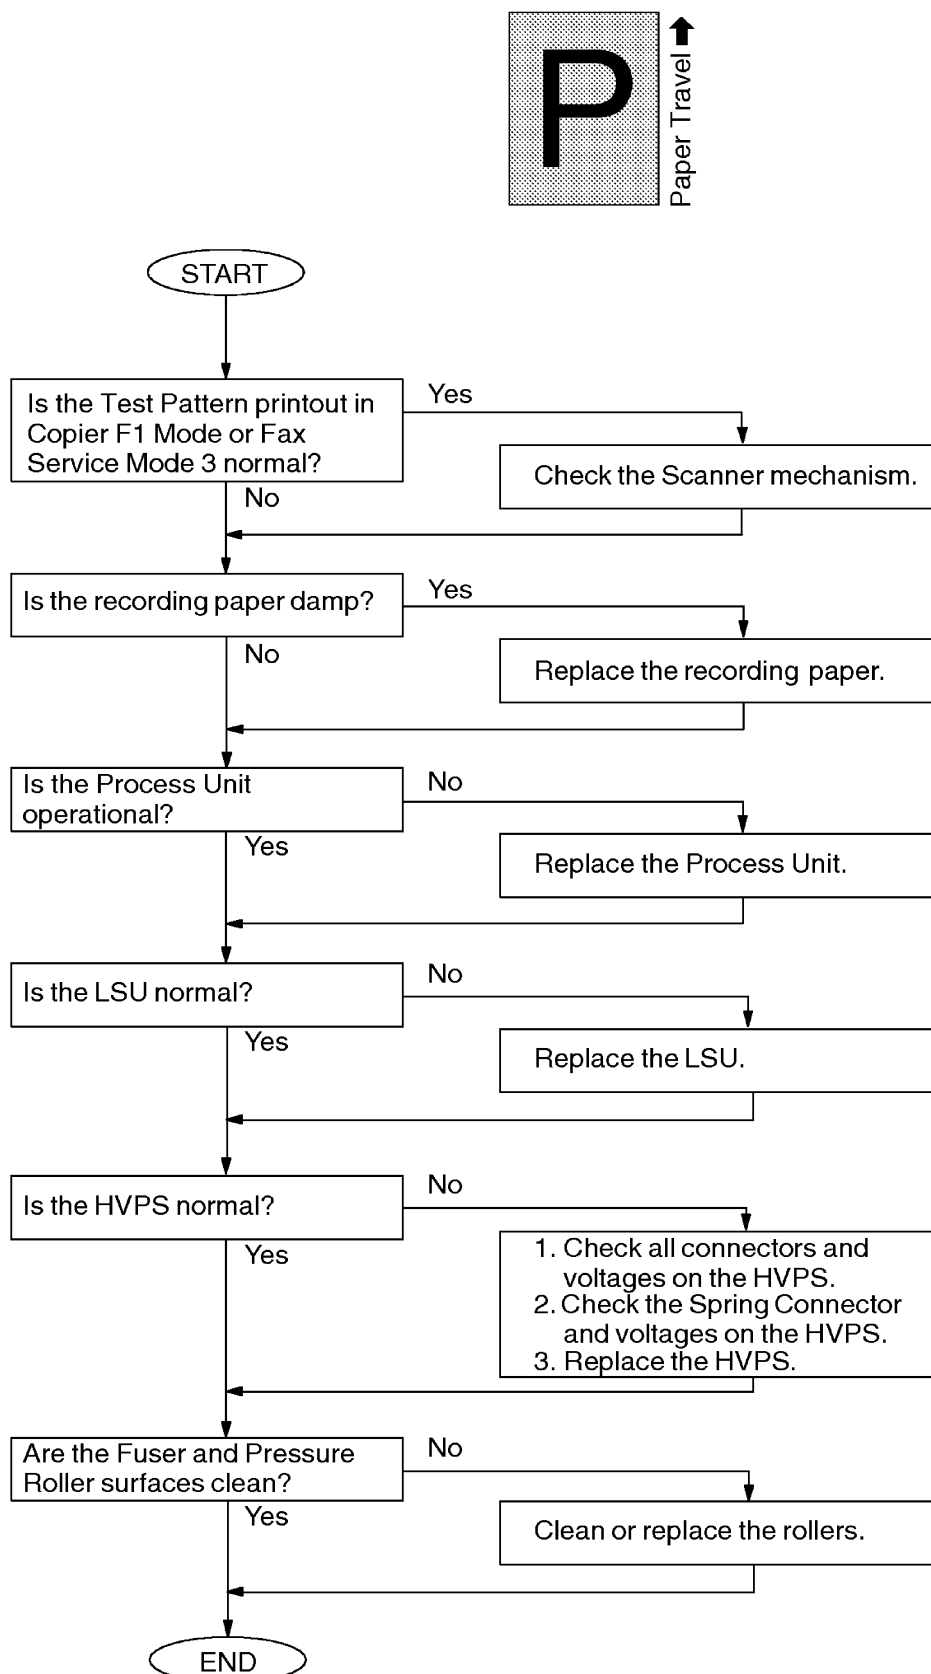 P
Paper Travel
START
Is the Test Pattern printout in
Copier F1 Mode or Fax
Service Mode 3 normal?
Yes
Check the Scanner mechanism.
No
Is the recording paper damp?
Yes
Replace the recording paper.
No
Is the Process Unit
operational?
No
Replace the Process Unit.
Yes
Is the LSU normal?
No
Replace the LSU.
Yes
Is the HVPS normal?
No
1. Check all connectors and
voltages on the HVPS.
2. Check the Spring Connector
and voltages on the HVPS.
3. Replace the HVPS.
Yes
Are the Fuser and Pressure
Roller surfaces clean?
No
Clean or replace the rollers.
Yes
END